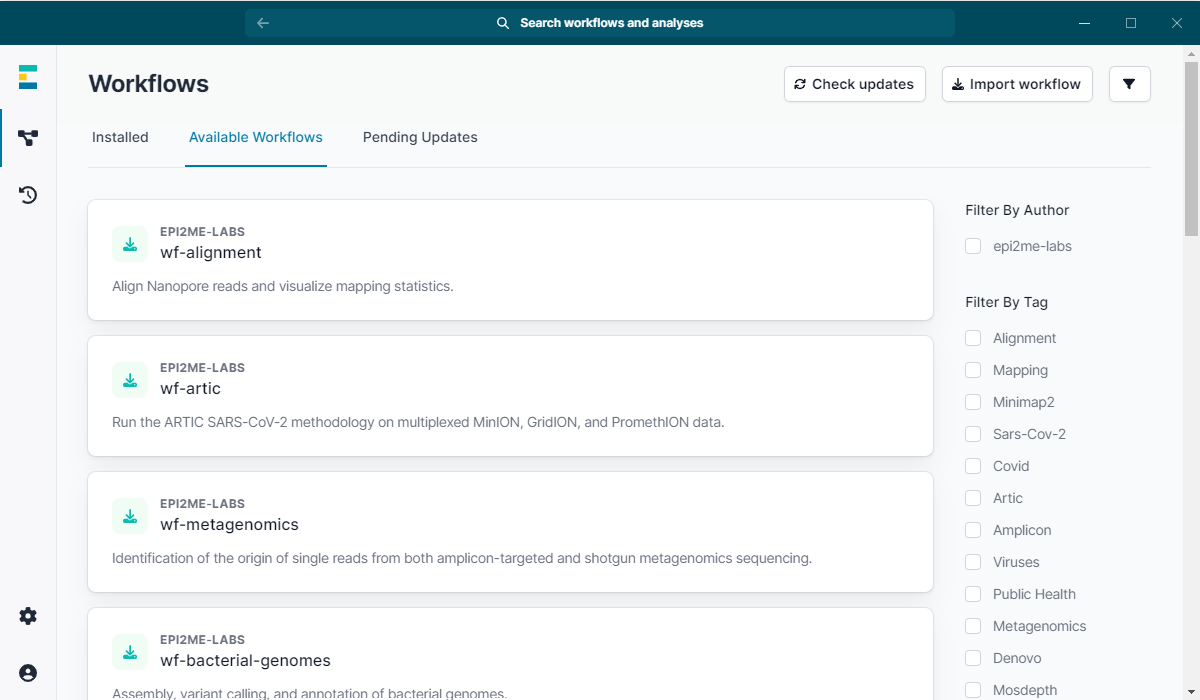 Search workflows and analyses
Workflows
Check updates
Import workflow
Installed
Available Workflows
Pending Updates
EPI2ME-LABS
wf-alignment
Align Nanopore reads and visualize mapping statistics.
EPI2ME-LABS
wf-artic
Run the ARTIC SARS-CoV-2 methodology on multiplexed MinION, GridION, and PromethION data.
EPI2ME-LABS
wf-metagenomics
Identification of the origin of single reads from both amplicon-targeted and shotgun metagenomics sequencing.
EPI2ME-LABS
wf-bacterial-genomes
Assembly, variant calling, and annotation of bacterial genomes.
Filter By Author
epi2me-labs
Filter By Tag
Alignment
Mapping
Minimap2
Sars-Cov-2
Covid
Artic
Amplicon
Viruses
Public Health
Metagenomics
Denovo
Mosdepth